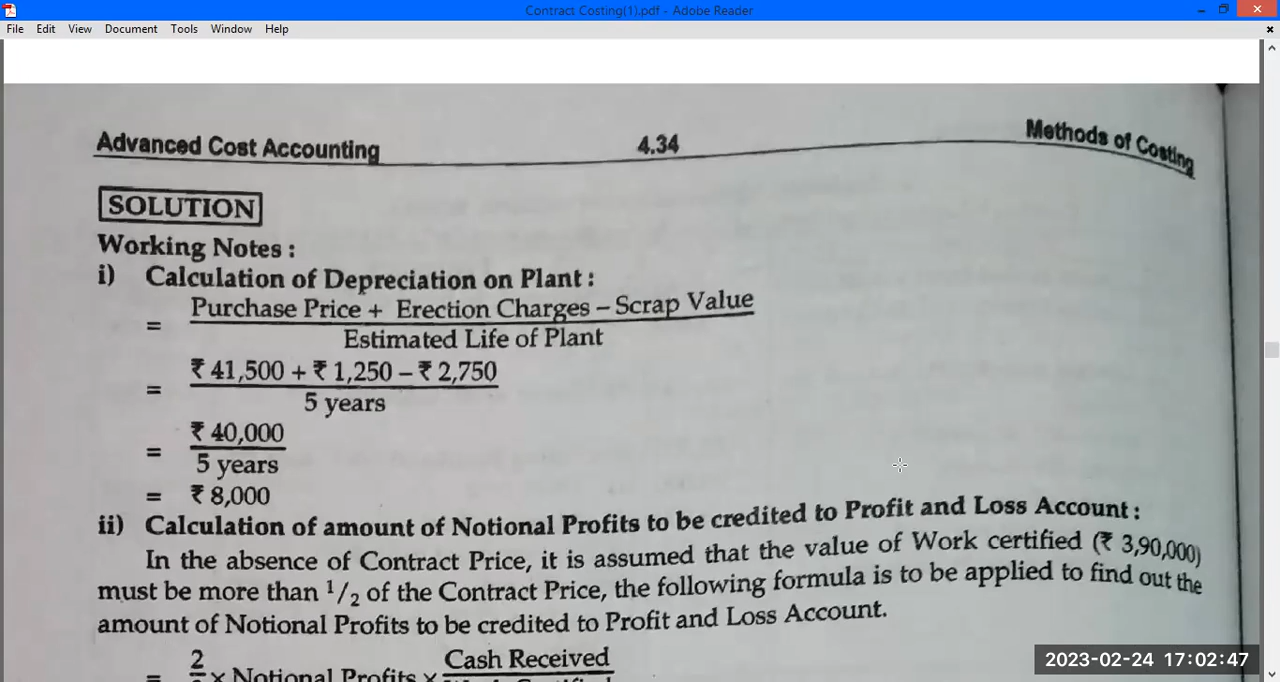 Contract Costing(1).pdf - Adobe Reader
File Edit View Document Tools Window Help
Advanced Cost Accounting 4.34 Methods of Costing
SOLUTION
Working Notes :
i) Calculation of Depreciation on Plant :
= Purchase Price + Erection Charges – Scrap Value
Estimated Life of Plant
= ₹ 41,500 + ₹ 1,250 – ₹ 2,750
5 years
= ₹ 40,000
5 years
= ₹ 8,000
ii) Calculation of amount of Notional Profits to be credited to Profit and Loss Account :
In the absence of Contract Price, it is assumed that the value of Work certified (₹ 3,90,000)
must be more than 1/2 of the Contract Price, the following formula is to be applied to find out the
amount of Notional Profits to be credited to Profit and Loss Account.
= 2 × Notional Profits × Cash Received
2023-02-24 17:02:47